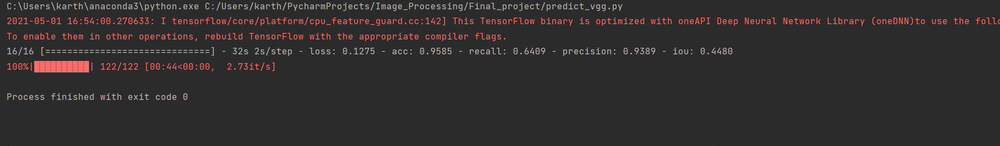 C:\Users\karth\anaconda3\python.exe C:/Users/karth/PycharmProjects/Image_Processing/Final_project/predict_vgg.py
2021-05-01 16:54:00.270633: I tensorflow/core/platform/cpu_feature_guard.cc:142] This TensorFlow binary is optimized with oneAPI Deep Neural Network Library (oneDNN)to use the follo
To enable them in other operations, rebuild TensorFlow with the appropriate compiler flags.
16/16 [==============================] - 32s 2s/step - loss: 0.1275 - acc: 0.9585 - recall: 0.6409 - precision: 0.9389 - iou: 0.4480
100%|██████████| 122/122 [00:44<00:00,  2.73it/s]
Process finished with exit code 0